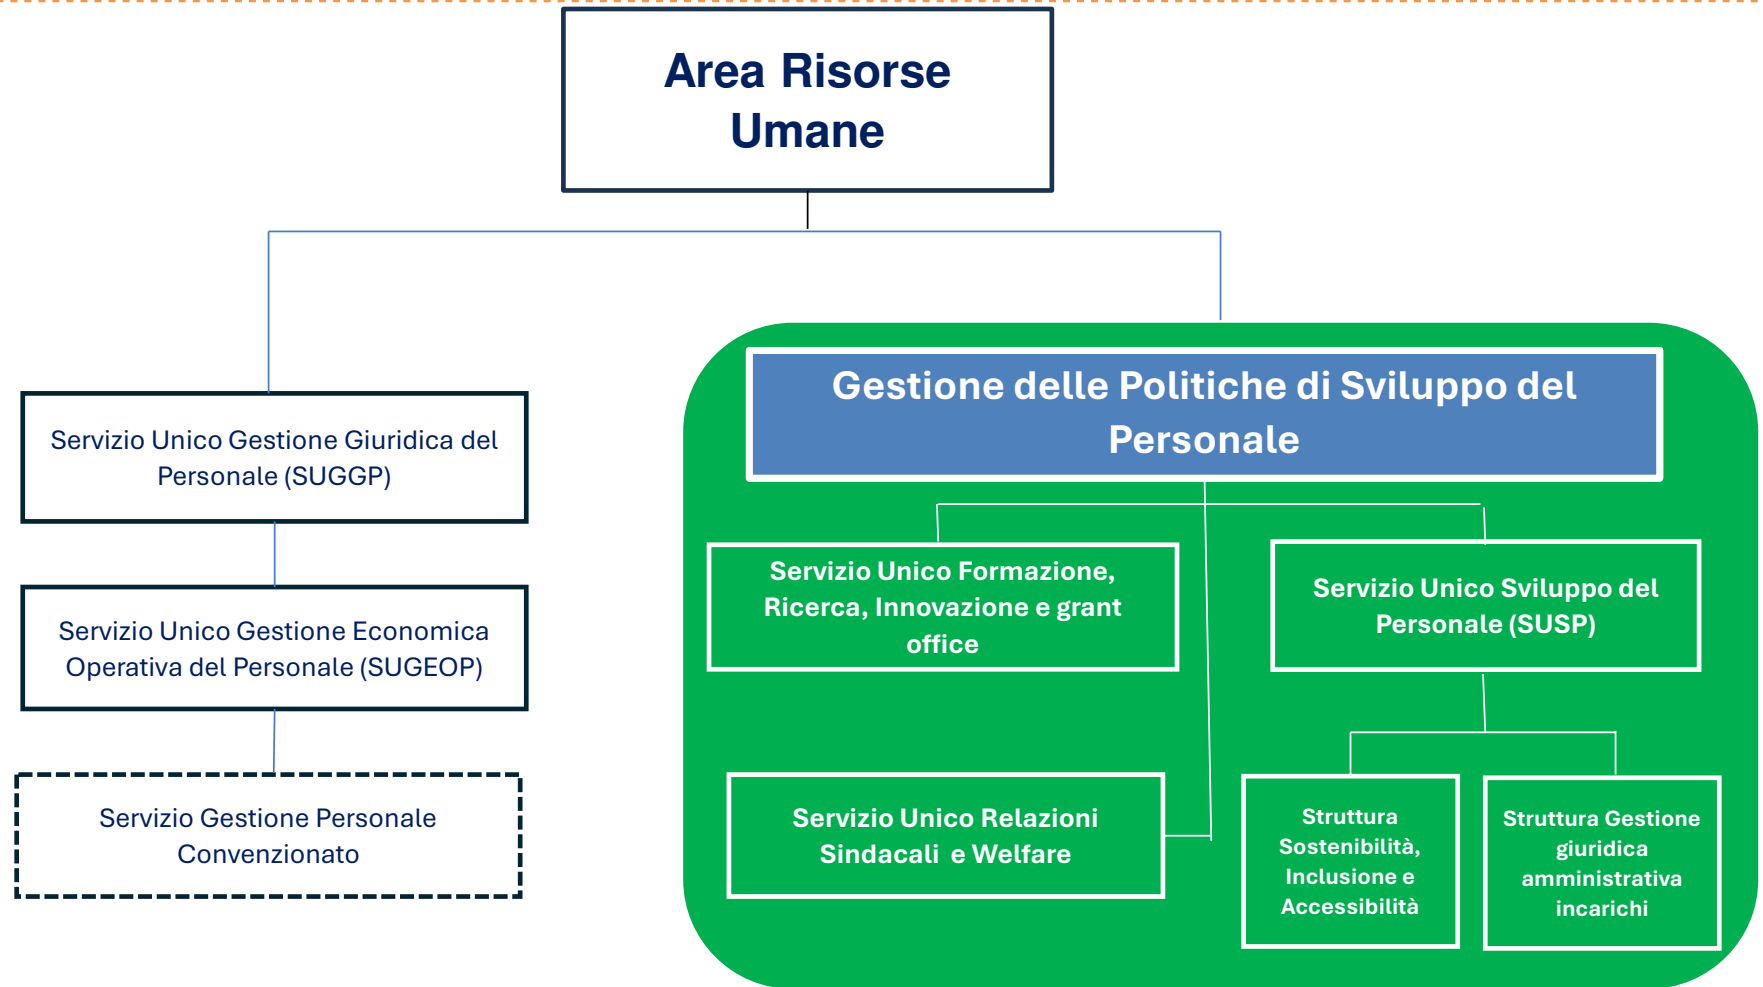 Area Risorse
Umane
Servizio Unico Gestione Giuridica del
Personale (SUGGP)
Servizio Unico Gestione Economica
Operativa del Personale (SUGEOP)
Servizio Gestione Personale
Convenzionato
Gestione delle Politiche di Sviluppo del
Personale
Servizio Unico Formazione,
Ricerca, Innovazione e grant
office
Servizio Unico Sviluppo del
Personale (SUSP)
Servizio Unico Relazioni
Sindacali e Welfare
Struttura
Sostenibilità,
Inclusione e
Accessibilità
Struttura Gestione
giuridica
amministrativa
incarichi